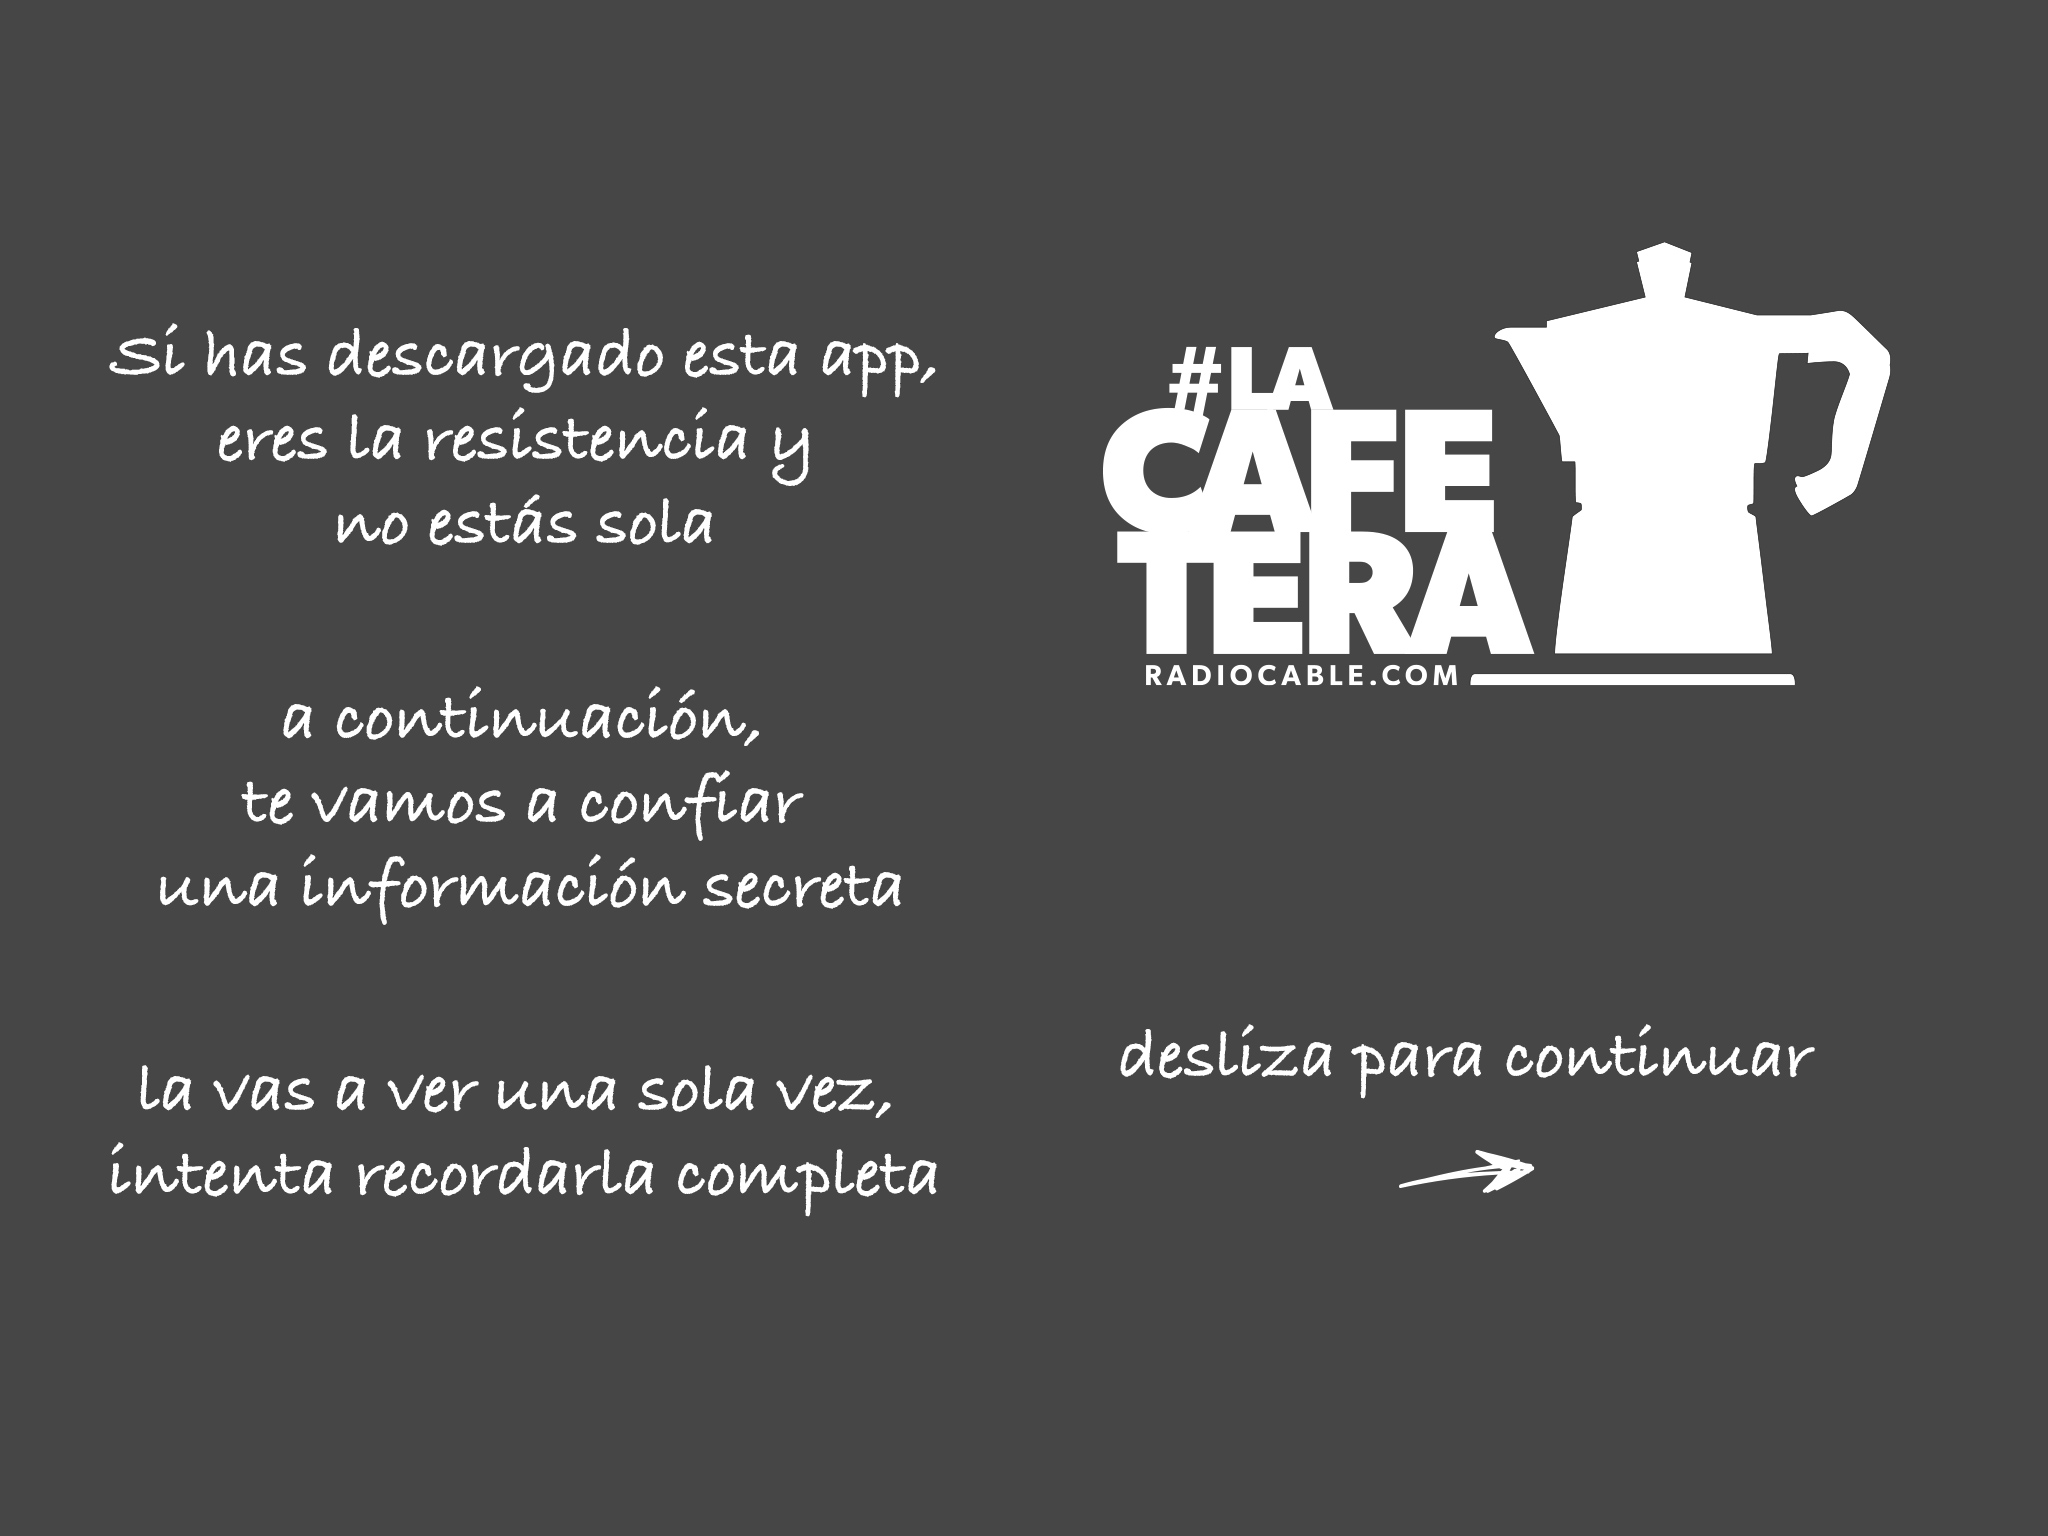 Si has descargado esta app,
eres la resistencia y
no estás sola
a continuación,
te vamos a confiar
una información secreta
la vas a ver una sola vez,
intenta recordarla completa
#LA
CAFE
TERA
RADIOCABLE.COM
desliza para continuar